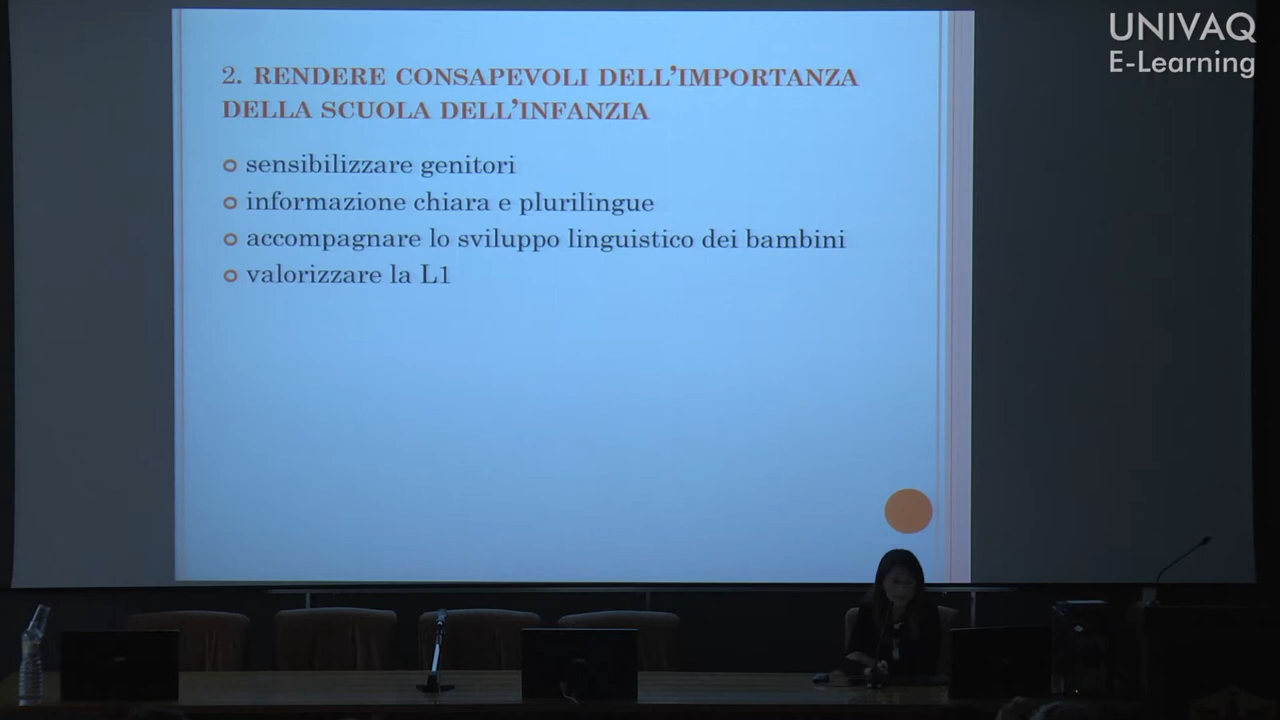 UNIVAQ
E-Learning
2. RENDERE CONSAPEVOLI DELL'IMPORTANZA
DELLA SCUOLA DELL'INFANZIA
sensibilizzare genitori
informazione chiara e plurilingue
accompagnare lo sviluppo linguistico dei bambini
valorizzare la L1